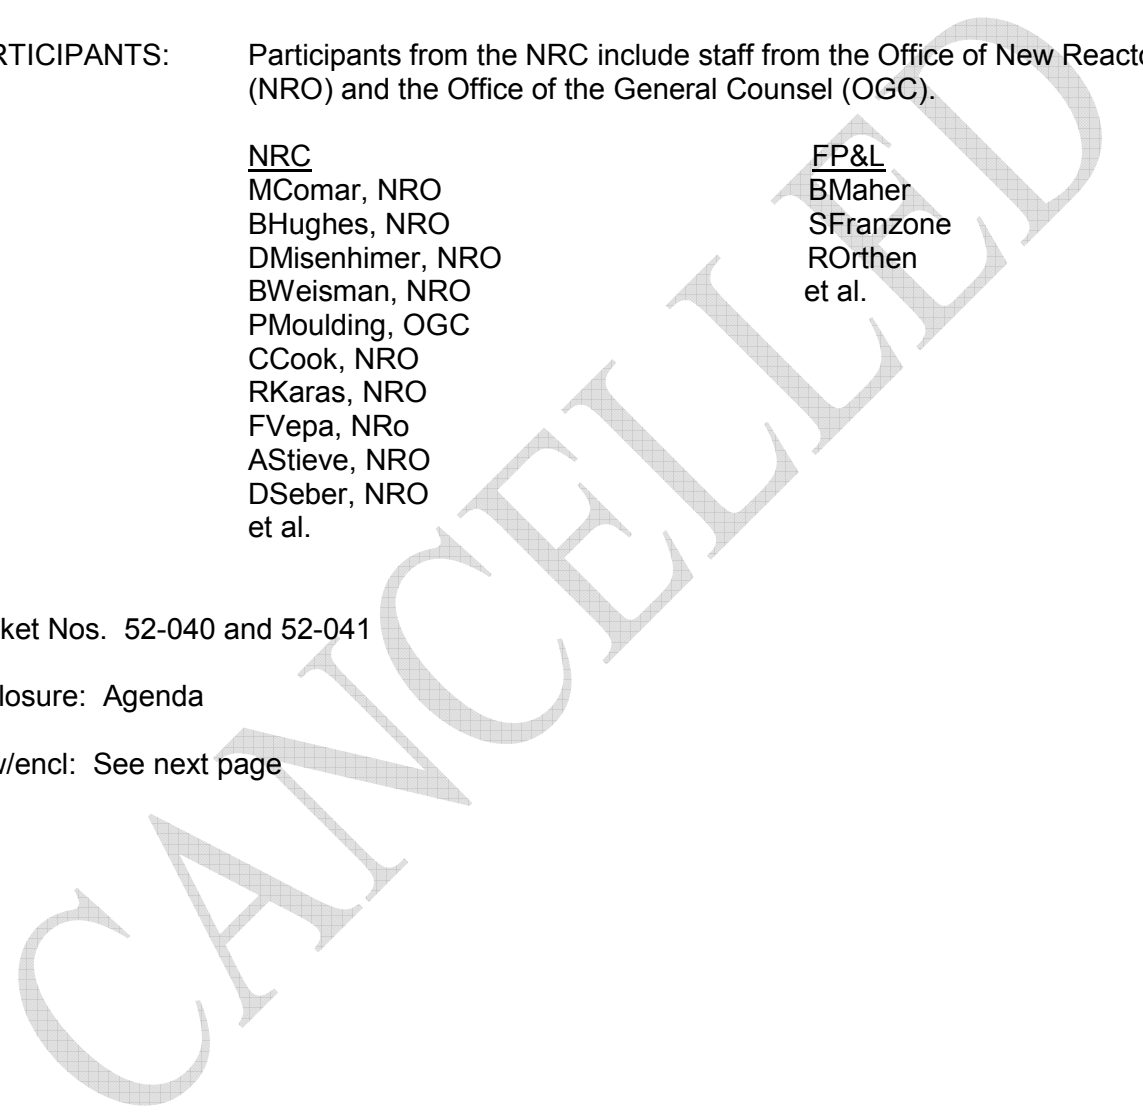 RTICIPANTS: Participants from the NRC include staff from the Office of New Reacto
(NRO) and the Office of the General Counsel (OGC).
NRC FP&L
MComar, NRO BMaher
BHughes, NRO SFranzone
DMisenhimer, NRO ROrthen
BWeisman, NRO et al.
PMoulding, OGC
CCook, NRO
RKaras, NRO
FVepa, NRo
AStieve, NRO
DSeber, NRO
et al.
ket Nos. 52-040 and 52-041
losure: Agenda
w/encl: See next page
CANCELLED